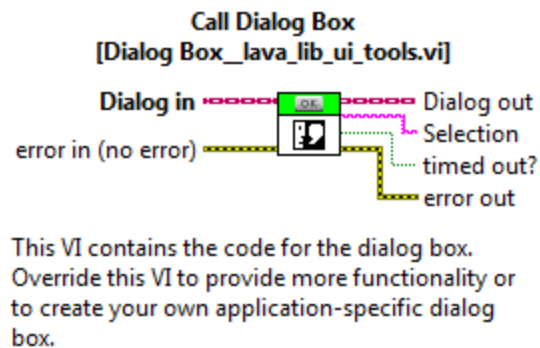 Call Dialog Box
[Dialog Box__lava_lib_ui_tools.vi]
Dialog in
OK
Dialog out
Selection
error in (no error)
timed out?
error out
This VI contains the code for the dialog box.
Override this VI to provide more functionality or
to create your own application-specific dialog
box.